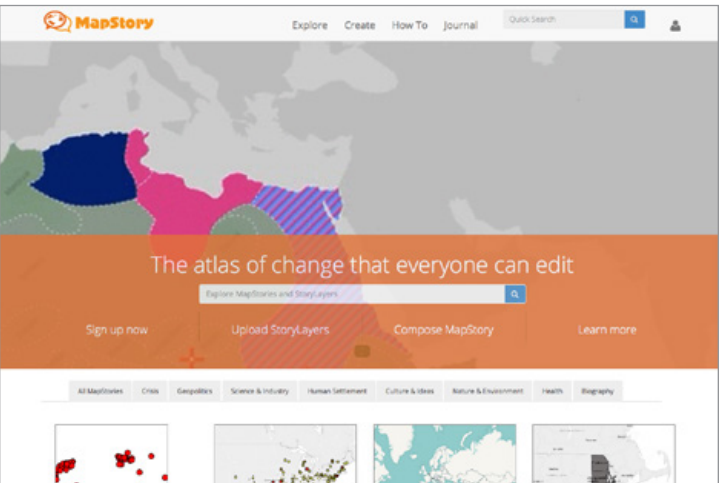 MapStory
Explore Create How To Journal Quick Search
The atlas of change that everyone can edit
Explore MapStories and StoryLayers
Sign up now Upload StoryLayers Compose MapStory Learn more
All MapStories Crisis Geopolitics Science & Industry Human Settlement Culture & Ideas Nature & Environment Health Biography